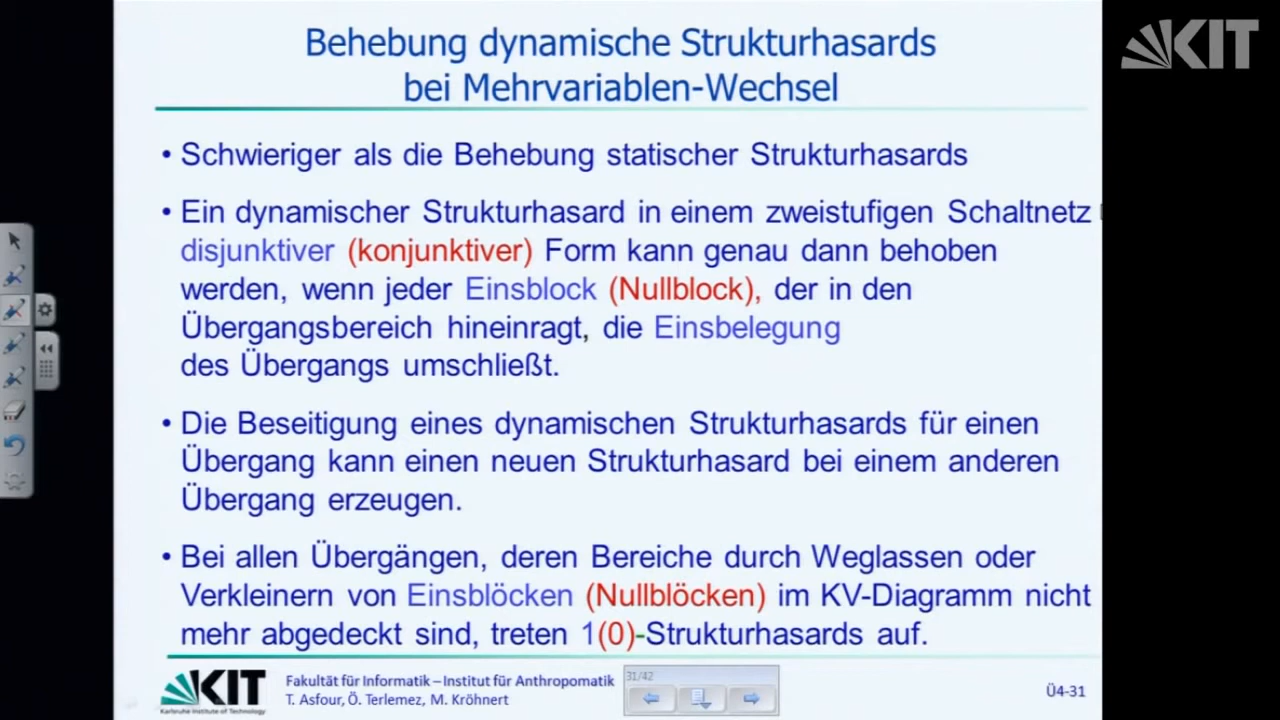 KIT
Behebung dynamische Strukturhasards
bei Mehrvariablen-Wechsel
• Schwieriger als die Behebung statischer Strukturhasards
• Ein dynamischer Strukturhasard in einem zweistufigen Schaltnetz
disjunktiver (konjunktiver) Form kann genau dann behoben
werden, wenn jeder Einsblock (Nullblock), der in den
Übergangsbereich hineinragt, die Einsbelegung
des Übergangs umschließt.
• Die Beseitigung eines dynamischen Strukturhasards für einen
Übergang kann einen neuen Strukturhasard bei einem anderen
Übergang erzeugen.
• Bei allen Übergängen, deren Bereiche durch Weglassen oder
Verkleinern von Einsblöcken (Nullblöcken) im KV-Diagramm nicht
mehr abgedeckt sind, treten 1(0)-Strukturhasards auf.
KIT
Karlsruhe Institute of Technology
Fakultät für Informatik – Institut für Anthropomatik
T. Asfour, Ö. Terlemez, M. Kröhnert
31/42
Ü4-31